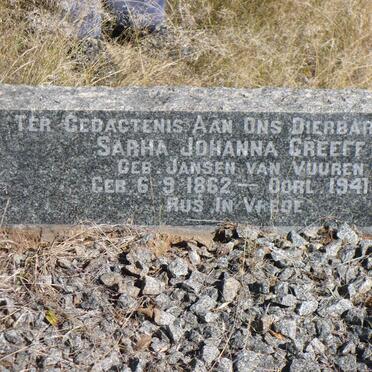 TER GEDAGTENIS AAN ONS DIERBAR
SARHA JOHANNA GREEFF
GEB. JANSEN VAN VUUREN
GEB. 6.9.1862 — OORL. 1941
RUS IN VREDE